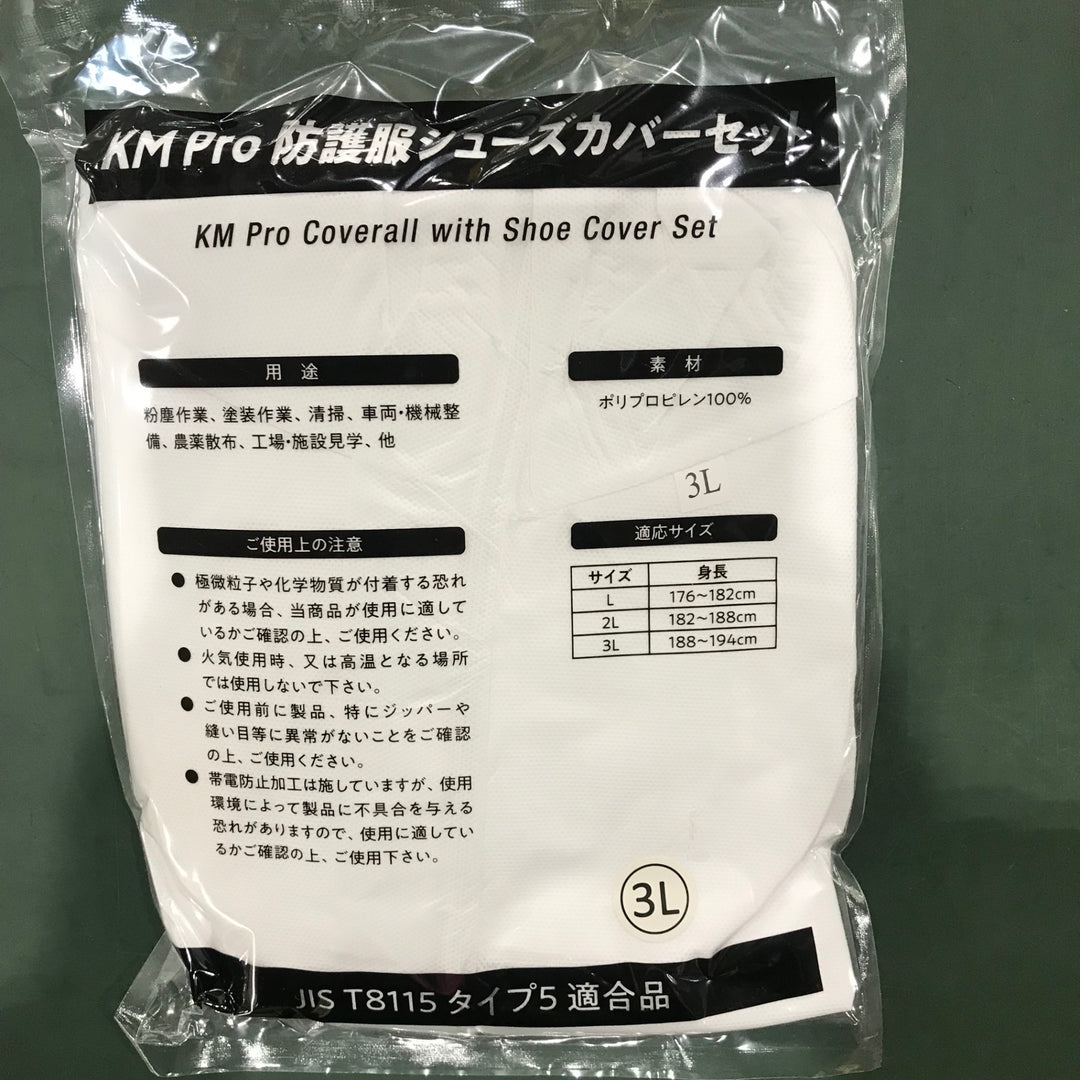 KM Pro 防護服シューズカバーセット
KM Pro Coverall with Shoe Cover Set
用 途
粉塵作業、塗装作業、清掃、車両・機械整
備、農薬散布、工場・施設見学、他
素 材
ポリプロピレン100%
3L
ご使用上の注意
● 極微粒子や化学物質が付着する恐れ
がある場合、当商品が使用に適して
いるかご確認の上、ご使用ください。
● 火気使用時、又は高温となる場所
では使用しないで下さい。
● ご使用前に製品、特にジッパーや
縫い目等に異常がないことをご確認
の上、ご使用ください。
● 帯電防止加工は施していますが、使用
環境によって製品に不具合を与える
恐れがありますので、使用に適してい
るかご確認の上、ご使用下さい。
適応サイズ
サイズ 身長
L 176～182cm
2L 182～188cm
3L 188～194cm
3L
JIS T8115 タイプ5 適合品